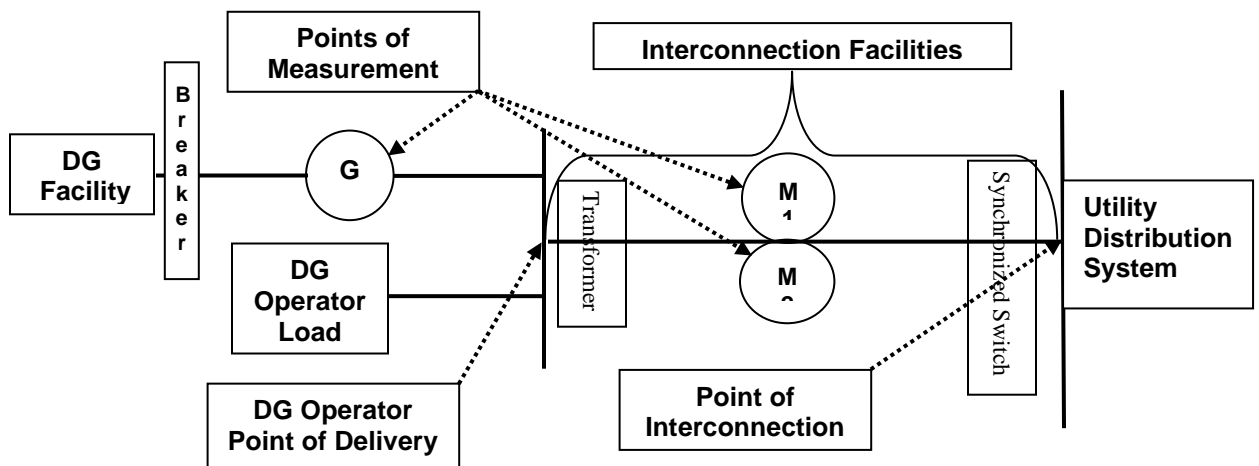 Points of
Measurement
Interconnection Facilities
Breaker
DG
Facility
G
M
M
Transformer
Synchronized Switch
Utility
Distribution
System
DG
Operator
Load
DG Operator
Point of Delivery
Point of
Interconnection